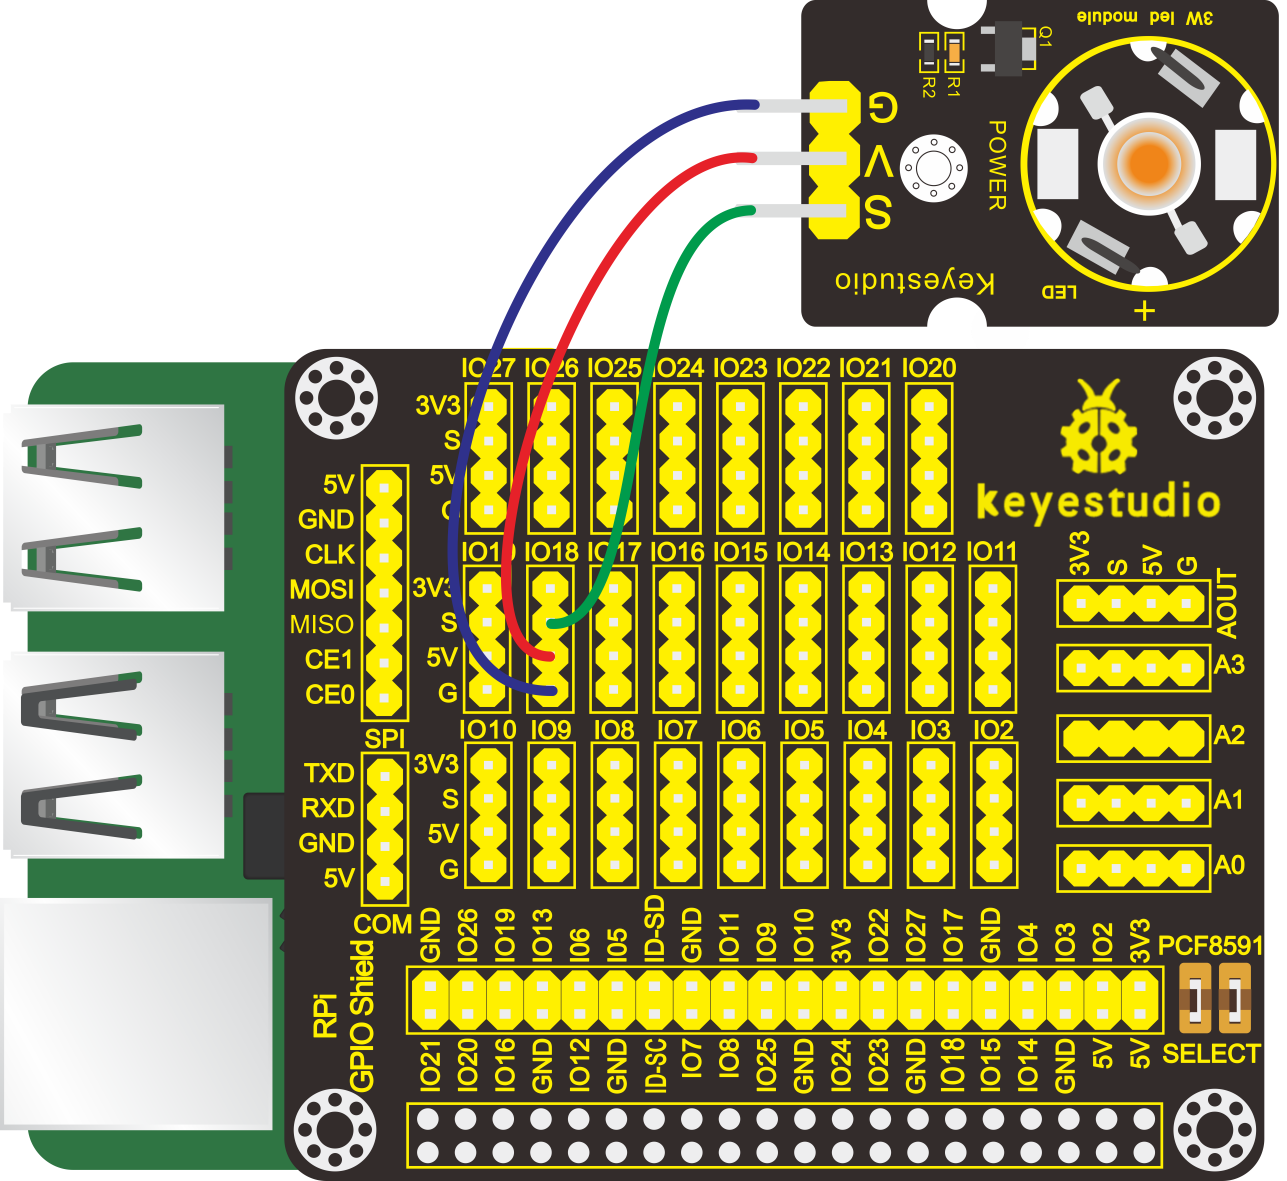 3W led module
Q1
R2
R1
G
V
S
POWER
Keyestudio
LED
+
IO27 IO26 IO25 IO24 IO23 IO22 IO21 IO20
3V3
S
5V
G
keyestudio
5V
GND
CLK
MOSI
MISO
CE1
CE0
SPI
IO19 IO18 IO17 IO16 IO15 IO14 IO13 IO12 IO11
3V3
S
5V
G
3V3 S 5V G
AOUT
A3
A2
A1
A0
IO10 IO9 IO8 IO7 IO6 IO5 IO4 IO3 IO2
3V3
S
5V
G
TXD
RXD
GND
5V
COM
RPi
GPIO Shield
GND IO26 IO19 IO13 IO6 IO5 ID-SD GND IO11 IO9 IO10 3V3 IO22 IO27 IO17 GND IO4 IO3 IO2 3V3
IO21 IO20 IO16 GND IO12 GND ID-SC IO7 IO8 IO25 GND IO24 IO23 GND IO18 IO15 IO14 GND 5V 5V
PCF8591
SELECT